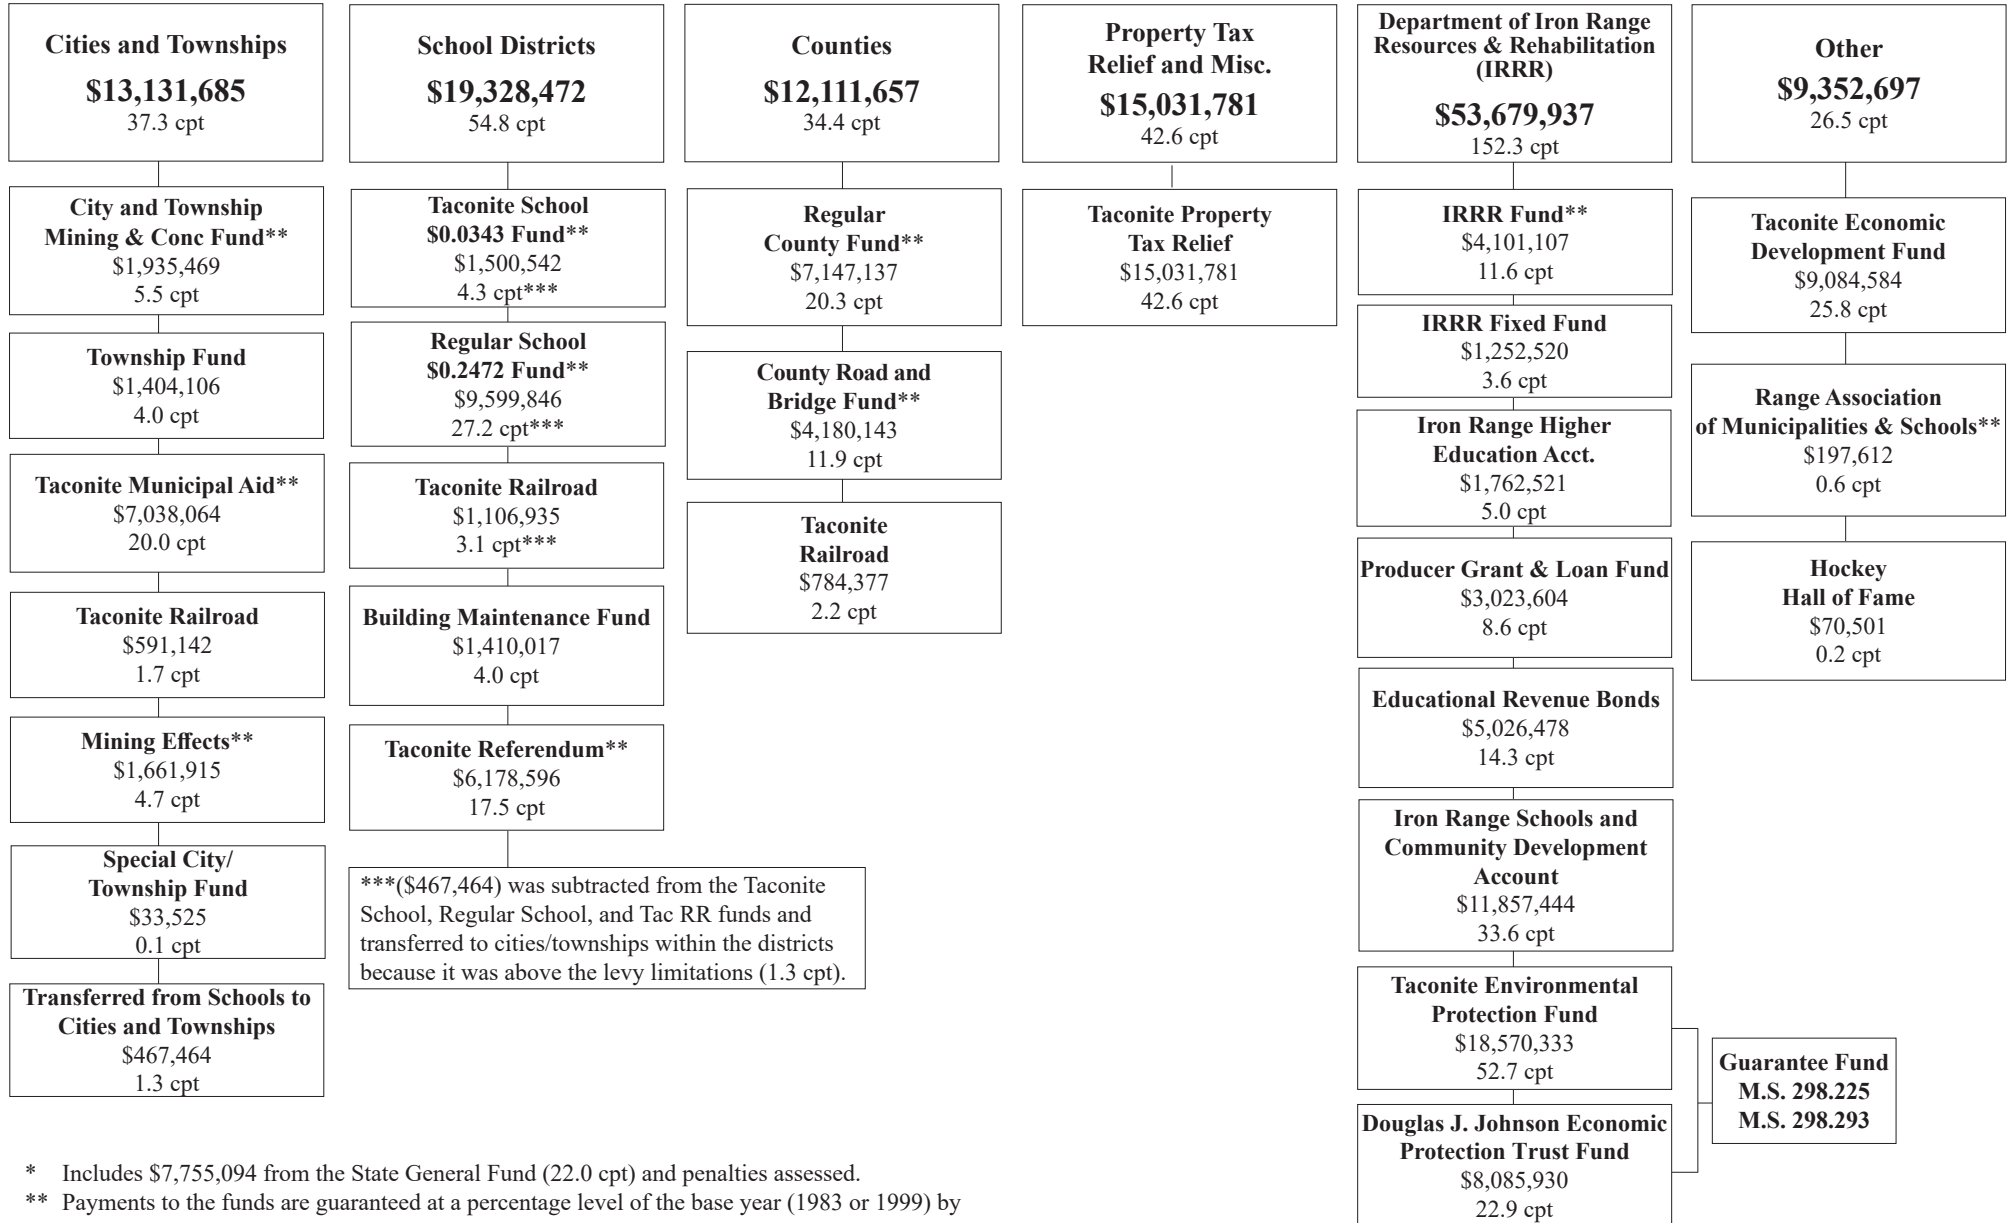 Cities and Townships
$13,131,685
37.3 cpt
City and Township
Mining & Conc Fund**
$1,935,469
5.5 cpt
Township Fund
$1,404,106
4.0 cpt
Taconite Municipal Aid**
$7,038,064
20.0 cpt
Taconite Railroad
$591,142
1.7 cpt
Mining Effects**
$1,661,915
4.7 cpt
Special City/
Township Fund
$33,525
0.1 cpt
Transferred from Schools to
Cities and Townships
$467,464
1.3 cpt
School Districts
$19,328,472
54.8 cpt
Taconite School
$0.0343 Fund**
$1,500,542
4.3 cpt***
Regular School
$0.2472 Fund**
$9,599,846
27.2 cpt***
Taconite Railroad
$1,106,935
3.1 cpt***
Building Maintenance Fund
$1,410,017
4.0 cpt
Taconite Referendum**
$6,178,596
17.5 cpt
***($467,464) was subtracted from the Taconite
School, Regular School, and Tac RR funds and
transferred to cities/townships within the districts
because it was above the levy limitations (1.3 cpt).
Counties
$12,111,657
34.4 cpt
Regular
County Fund**
$7,147,137
20.3 cpt
County Road and
Bridge Fund**
$4,180,143
11.9 cpt
Taconite
Railroad
$784,377
2.2 cpt
Property Tax
Relief and Misc.
$15,031,781
42.6 cpt
Taconite Property
Tax Relief
$15,031,781
42.6 cpt
Department of Iron Range
Resources & Rehabilitation
(IRRR)
$53,679,937
152.3 cpt
IRRR Fund**
$4,101,107
11.6 cpt
IRRR Fixed Fund
$1,252,520
3.6 cpt
Iron Range Higher
Education Acct.
$1,762,521
5.0 cpt
Producer Grant & Loan Fund
$3,023,604
8.6 cpt
Educational Revenue Bonds
$5,026,478
14.3 cpt
Iron Range Schools and
Community Development
Account
$11,857,444
33.6 cpt
Taconite Environmental
Protection Fund
$18,570,333
52.7 cpt
Douglas J. Johnson Economic
Protection Trust Fund
$8,085,930
22.9 cpt
Guarantee Fund
M.S. 298.225
M.S. 298.293
Other
$9,352,697
26.5 cpt
Taconite Economic
Development Fund
$9,084,584
25.8 cpt
Range Association
of Municipalities & Schools**
$197,612
0.6 cpt
Hockey
Hall of Fame
$70,501
0.2 cpt
* Includes $7,755,094 from the State General Fund (22.0 cpt) and penalties assessed.
** Payments to the funds are guaranteed at a percentage level of the base year (1983 or 1999) by